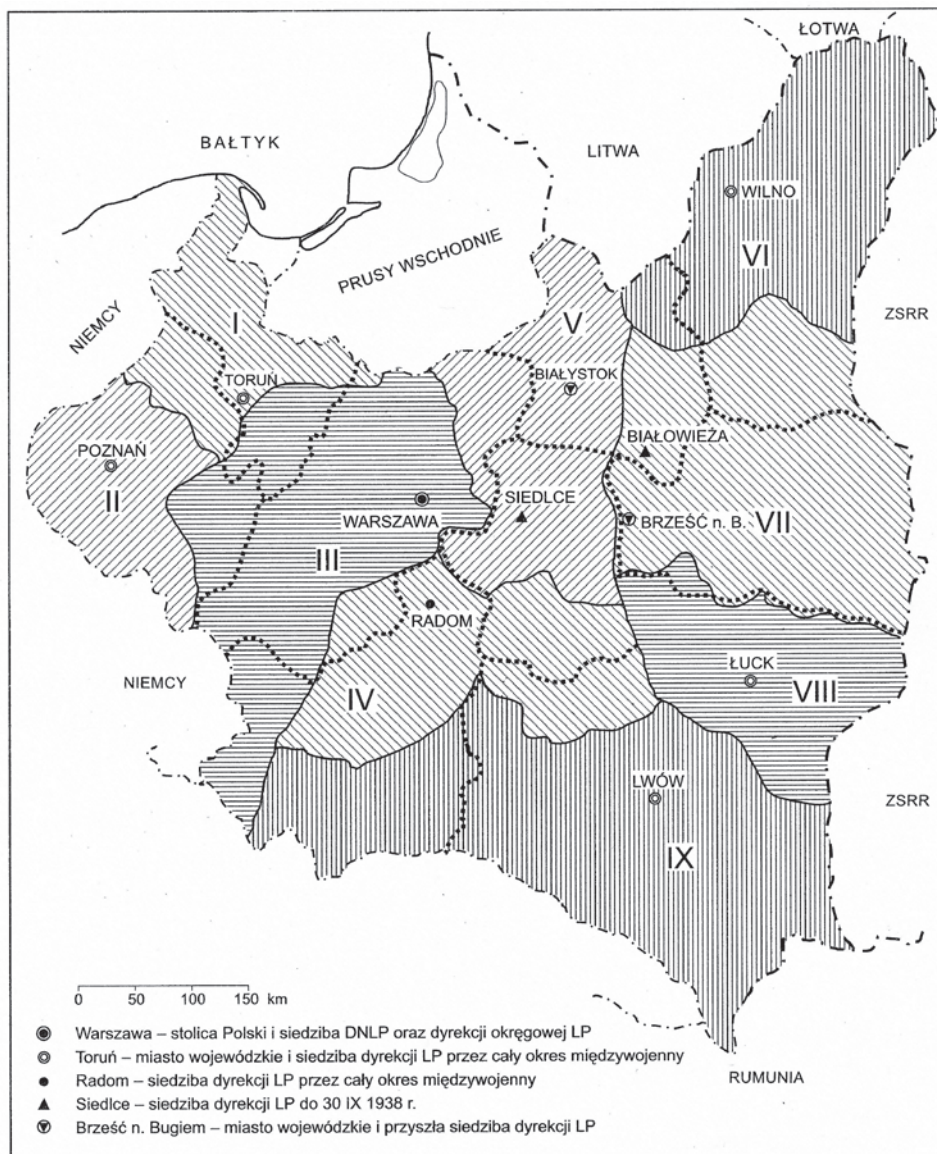 ŁOTWA
BAŁTYK
LITWA
WILNO
VI
PRUSY WSCHODNIE
ZSRR
NIEMCY
I
V
TORUŃ
BIAŁYSTOK
BIAŁOWIEŻA
POZNAŃ
II
SIEDLCE
WARSZAWA
BRZEŚĆ n. B.
VII
III
RADOM
NIEMCY
ŁUCK
IV
VIII
LWÓW
ZSRR
IX
0 50 100 150 km
Warszawa – stolica Polski i siedziba DNLP oraz dyrekcji okręgowej LP
Toruń – miasto wojewódzkie i siedziba dyrekcji LP przez cały okres międzywojenny
Radom – siedziba dyrekcji LP przez cały okres międzywojenny
RUMUNIA
Siedlce – siedziba dyrekcji LP do 30 IX 1938 r.
Brześć n. Bugiem – miasto wojewódzkie i przyszła siedziba dyrekcji LP